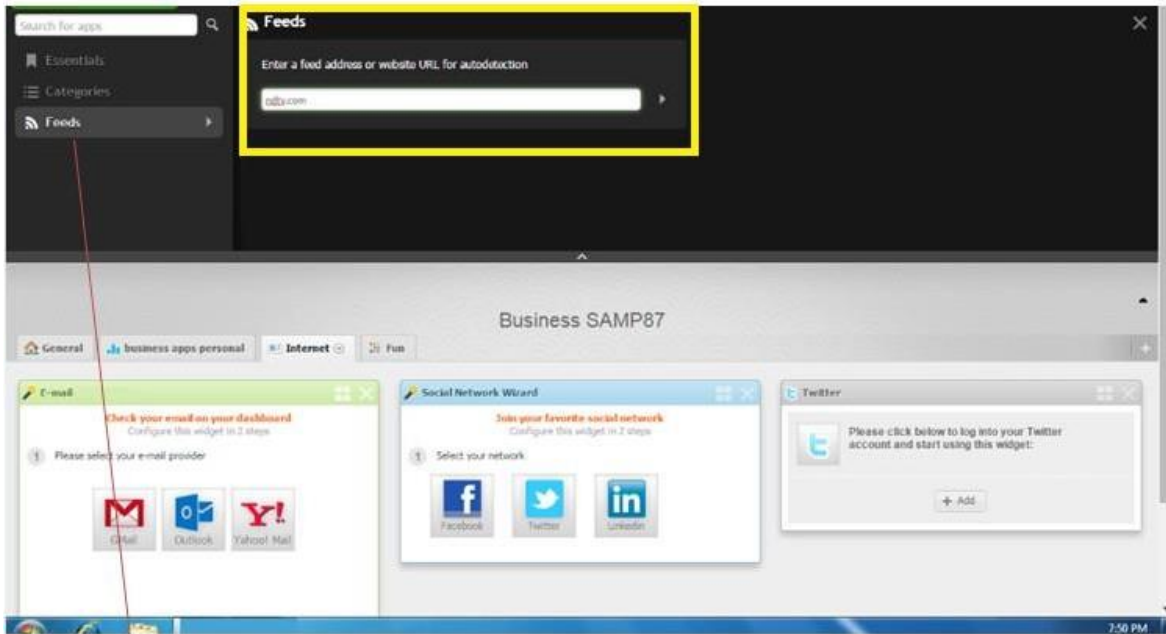 Search for apps
Essentials
Categories
Feeds
Feeds
Enter a feed address or website URL for autodetection
ndtv.com
Business SAMP87
General
business apps personal
Internet
Fun
E-mail
Check your email on your dashboard
Configure this widget in 2 steps
1 Please select your e-mail provider
GMail
Outlook
Yahoo! Mail
Social Network Wizard
Join your favorite social network
Configure this widget in 2 steps
1 Select your network
Facebook
Twitter
LinkedIn
Twitter
Please click below to log into your Twitter
account and start using this widget:
+ Add
7:50 PM